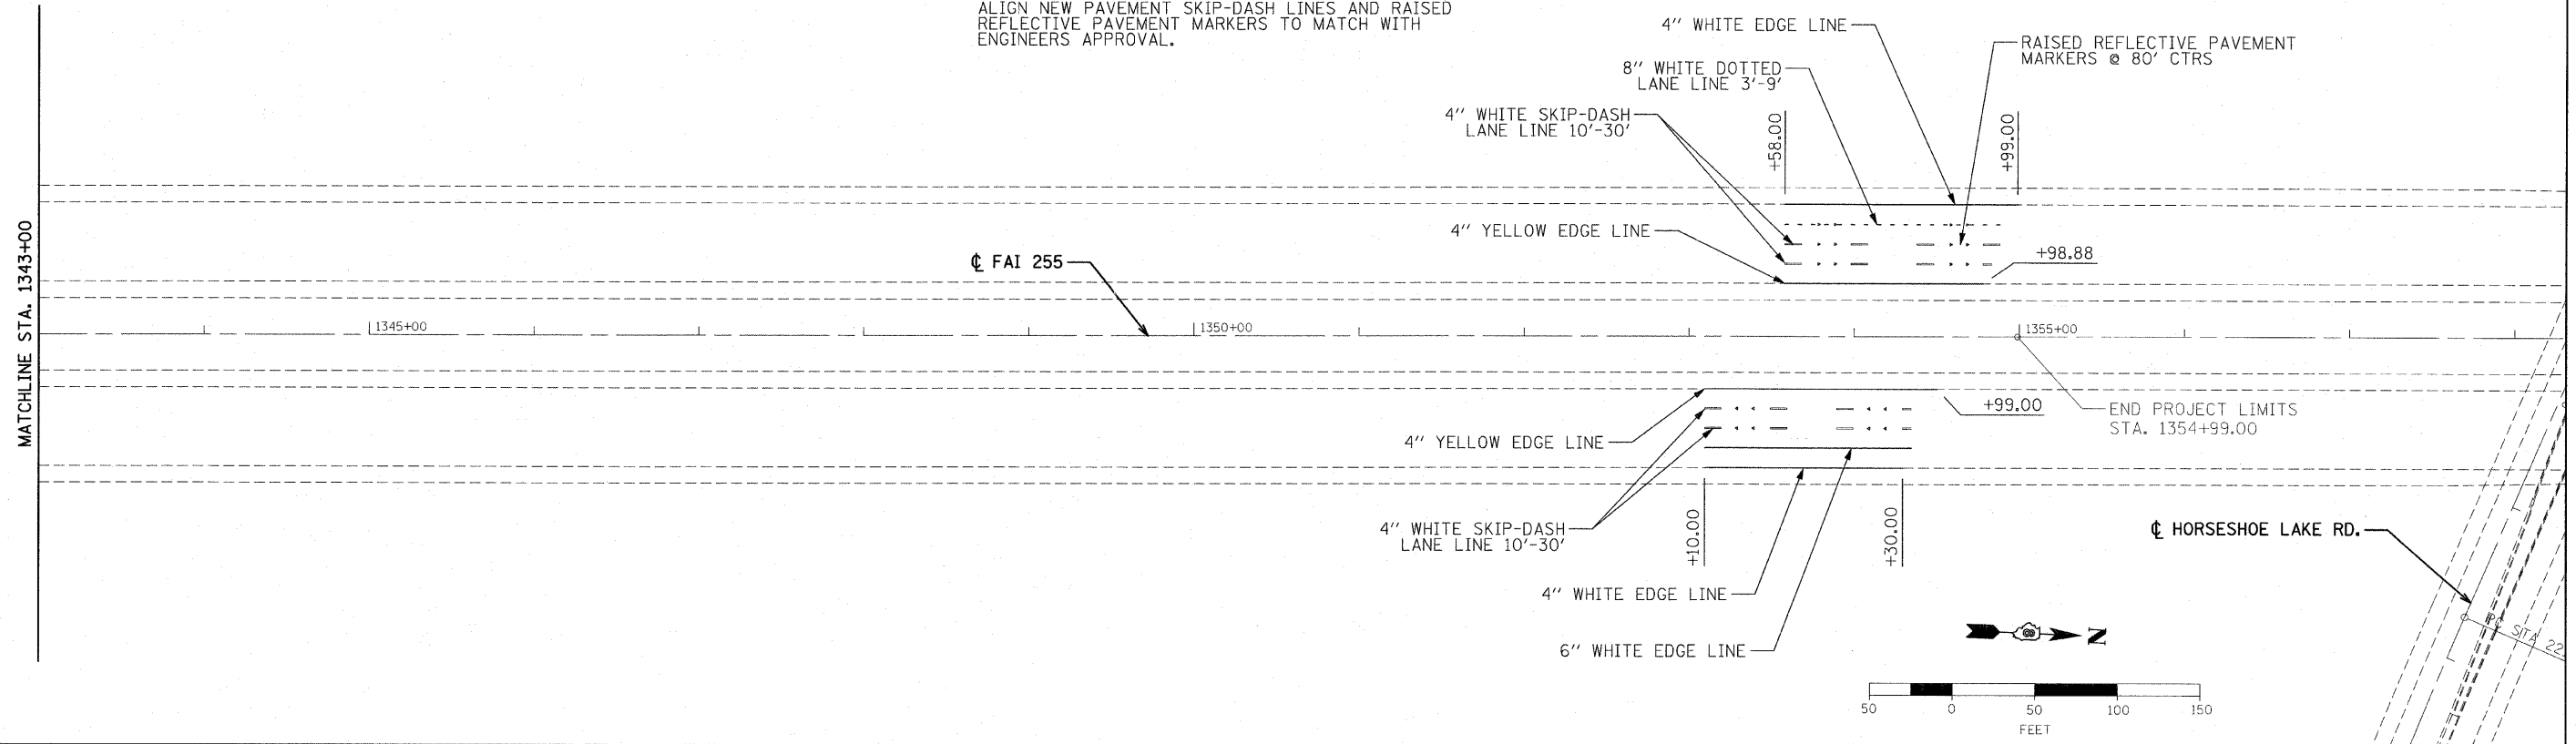 ALIGN NEW PAVEMENT SKIP-DASH LINES AND RAISED
REFLECTIVE PAVEMENT MARKERS TO MATCH WITH
ENGINEERS APPROVAL.
4" WHITE EDGE LINE
RAISED REFLECTIVE PAVEMENT
MARKERS @ 80' CTRS
8" WHITE DOTTED
LANE LINE 3'-9'
4" WHITE SKIP-DASH
LANE LINE 10'-30'
+58.00
+99.00
4" YELLOW EDGE LINE
+98.88
℄ FAI 255
MATCHLINE STA. 1343+00
1345+00
1350+00
1355+00
+99.00
END PROJECT LIMITS
STA. 1354+99.00
4" YELLOW EDGE LINE
4" WHITE SKIP-DASH
LANE LINE 10'-30'
+10.00
+30.00
℄ HORSESHOE LAKE RD.
4" WHITE EDGE LINE
6" WHITE EDGE LINE
N
PC STA 22
50 0 50 100 150
FEET